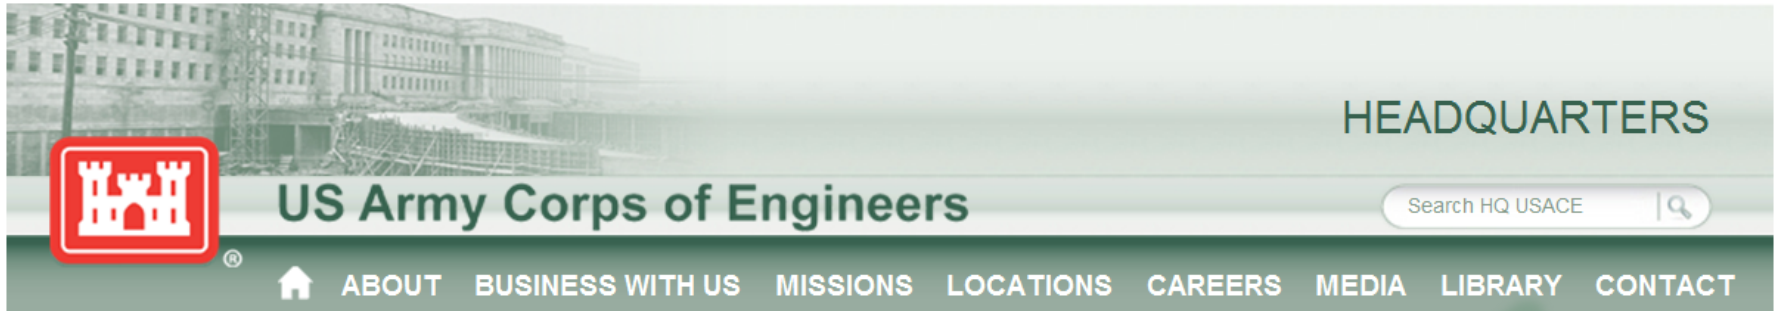 HEADQUARTERS
US Army Corps of Engineers
Search HQ USACE
®
ABOUT BUSINESS WITH US MISSIONS LOCATIONS CAREERS MEDIA LIBRARY CONTACT